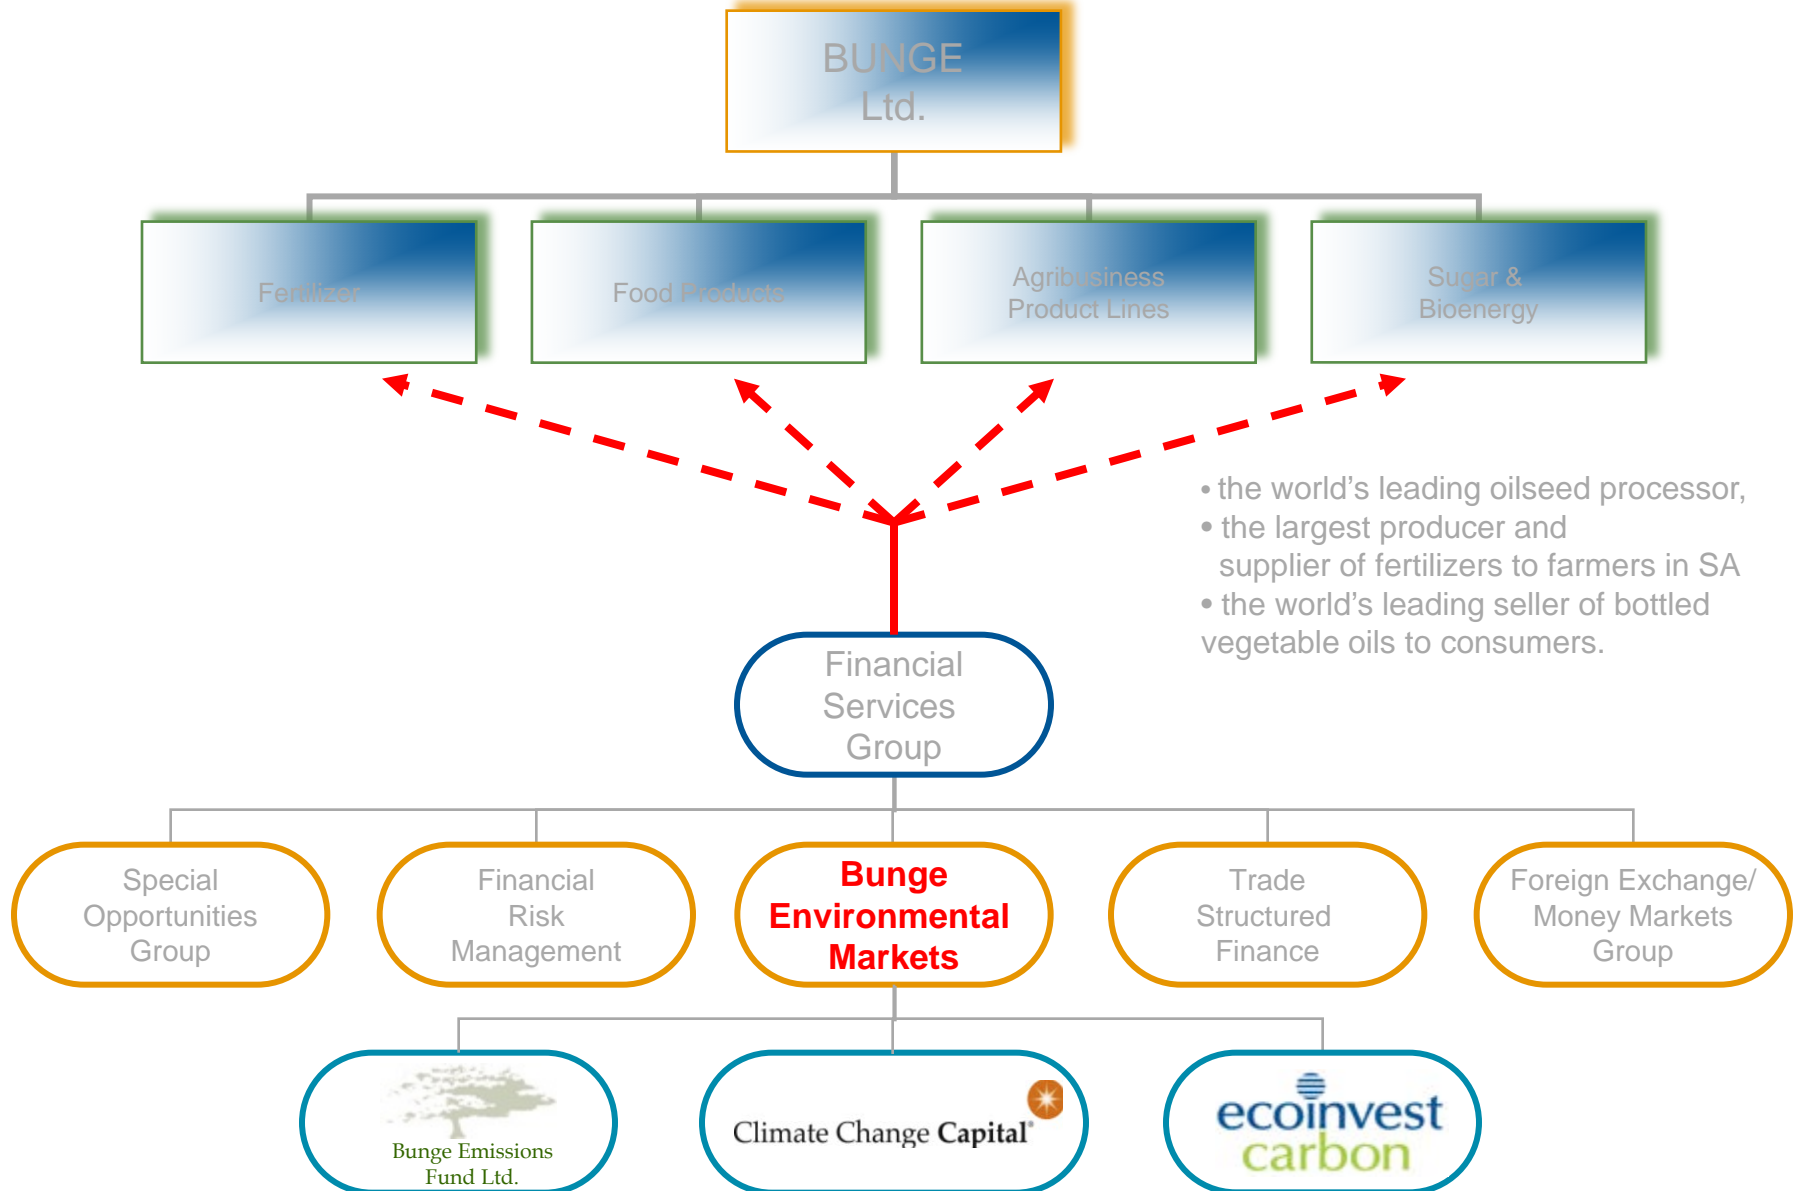 BUNGE
Ltd.
Fertilizer
Food Products
Agribusiness
Product Lines
Sugar &
Bioenergy
• the world’s leading oilseed processor,
• the largest producer and
supplier of fertilizers to farmers in SA
• the world’s leading seller of bottled
vegetable oils to consumers.
Financial
Services
Group
Special
Opportunities
Group
Financial
Risk
Management
Bunge
Environmental
Markets
Trade
Structured
Finance
Foreign Exchange/
Money Markets
Group
Bunge Emissions
Fund Ltd.
Climate Change Capital®
ecoinvest
carbon